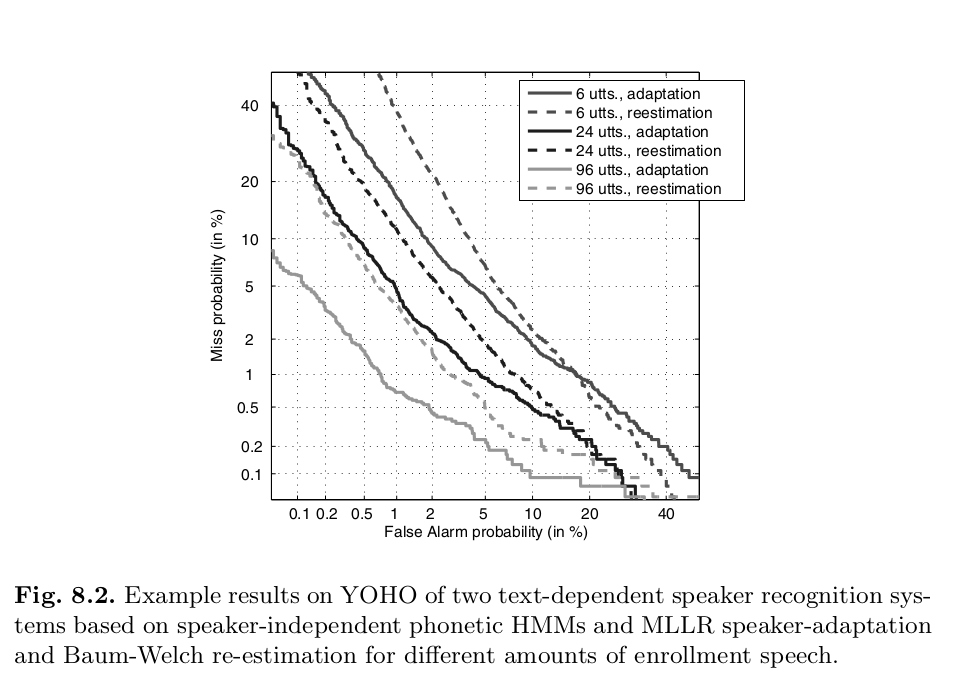 6 utts., adaptation
6 utts., reestimation
24 utts., adaptation
24 utts., reestimation
96 utts., adaptation
96 utts., reestimation
Miss probability (in %)
40
20
10
5
2
1
0.5
0.2
0.1
0.1 0.2 0.5 1 2 5 10 20 40
False Alarm probability (in %)
Fig. 8.2. Example results on YOHO of two text-dependent speaker recognition sys-
tems based on speaker-independent phonetic HMMs and MLLR speaker-adaptation
and Baum-Welch re-estimation for different amounts of enrollment speech.